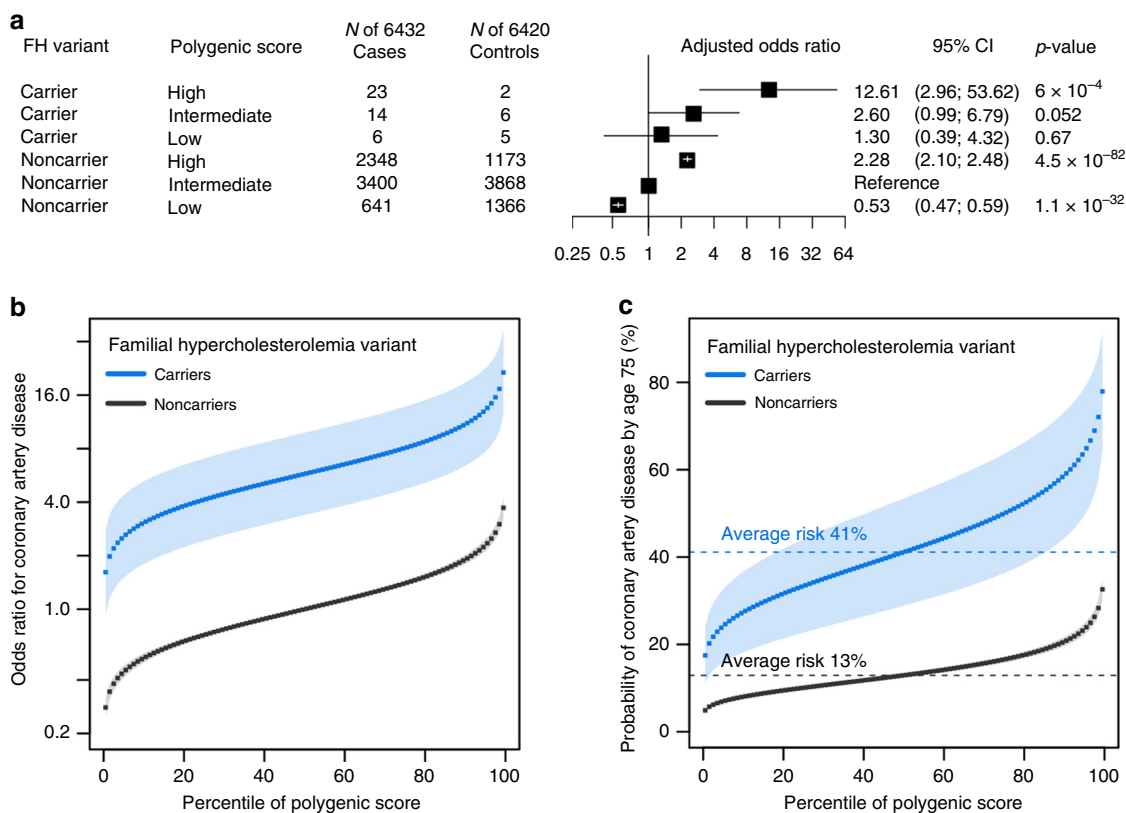 a
FH variant Polygenic score N of 6432 Cases N of 6420 Controls Adjusted odds ratio 95% CI p-value
Carrier High 23 2 12.61 (2.96; 53.62) 6 × 10⁻⁴
Carrier Intermediate 14 6 2.60 (0.99; 6.79) 0.052
Carrier Low 6 5 1.30 (0.39; 4.32) 0.67
Noncarrier High 2348 1173 2.28 (2.10; 2.48) 4.5 × 10⁻⁸²
Noncarrier Intermediate 3400 3868 Reference
Noncarrier Low 641 1366 0.53 (0.47; 0.59) 1.1 × 10⁻³²
0.25 0.5 1 2 4 8 16 32 64
b
Odds ratio for coronary artery disease
Familial hypercholesterolemia variant
Carriers
Noncarriers
16.0
4.0
1.0
0.2
0 20 40 60 80 100
Percentile of polygenic score
c
Probability of coronary artery disease by age 75 (%)
Familial hypercholesterolemia variant
Carriers
Noncarriers
80
60
Average risk 41%
40
20
Average risk 13%
0
0 20 40 60 80 100
Percentile of polygenic score